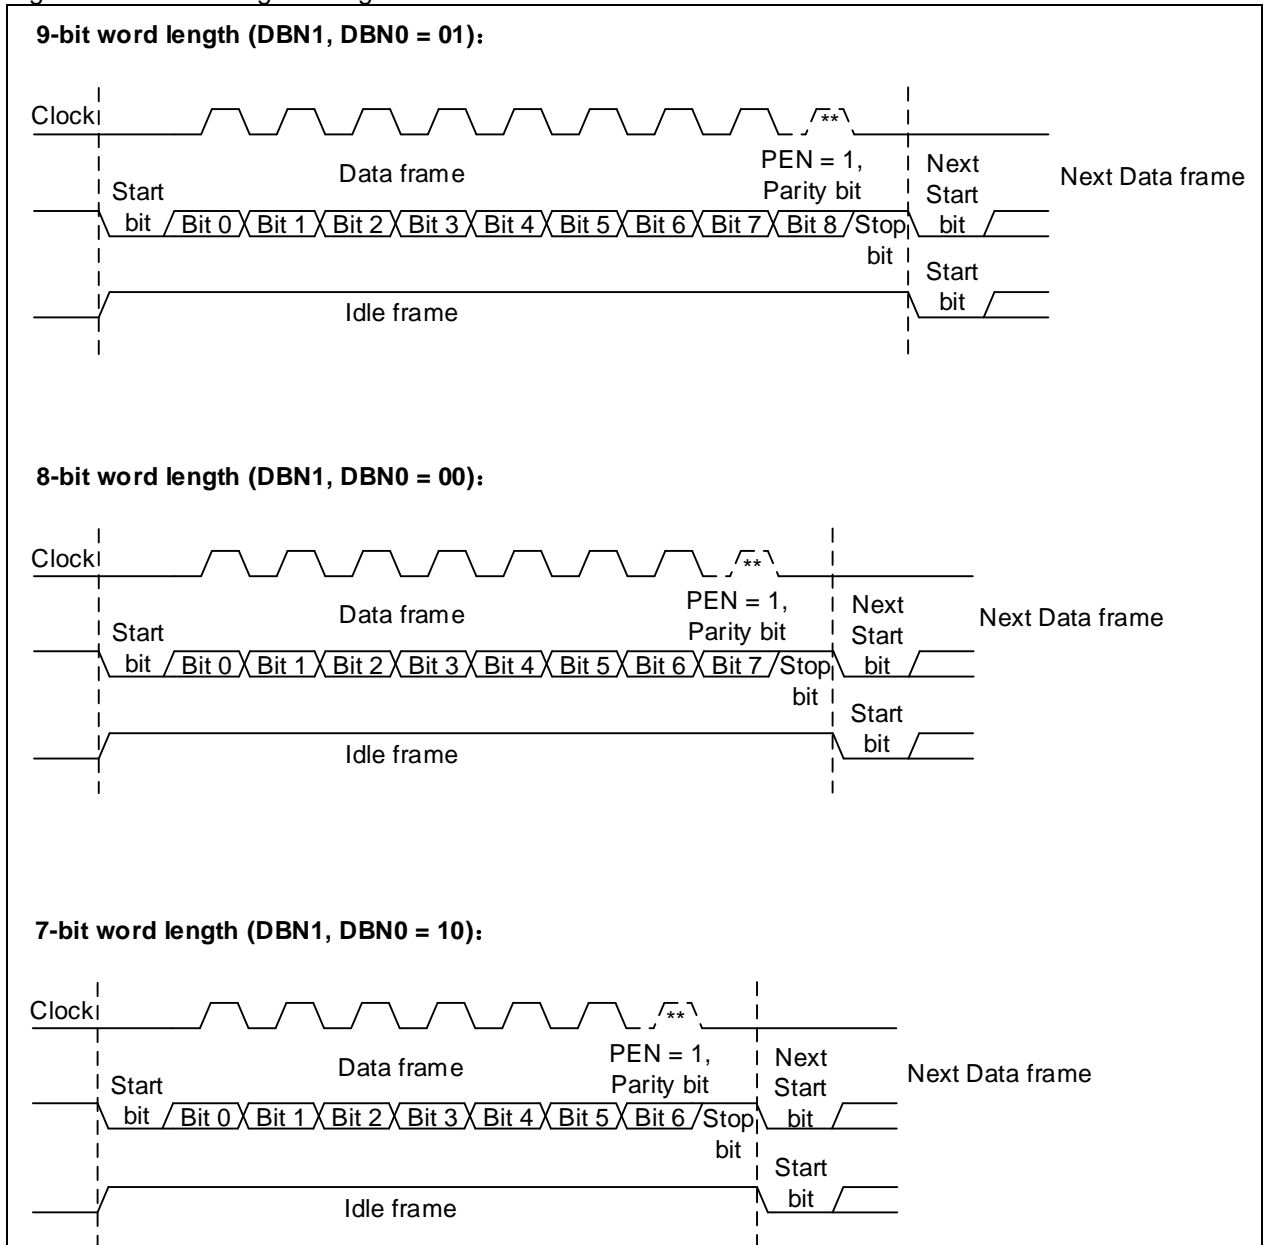 9-bit word length (DBN1, DBN0 = 01)：
Clock
**
Data frame
PEN = 1,
Parity bit
Next
Start
bit
Next Data frame
Start
bit
Bit 0 Bit 1 Bit 2 Bit 3 Bit 4 Bit 5 Bit 6 Bit 7 Bit 8
Stop
bit
Start
bit
Idle frame
8-bit word length (DBN1, DBN0 = 00)：
Clock
**
Data frame
PEN = 1,
Parity bit
Next
Start
bit
Next Data frame
Start
bit
Bit 0 Bit 1 Bit 2 Bit 3 Bit 4 Bit 5 Bit 6 Bit 7
Stop
bit
Start
bit
Idle frame
7-bit word length (DBN1, DBN0 = 10)：
Clock
**
Data frame
PEN = 1,
Parity bit
Next
Start
bit
Next Data frame
Start
bit
Bit 0 Bit 1 Bit 2 Bit 3 Bit 4 Bit 5 Bit 6
Stop
bit
Start
bit
Idle frame